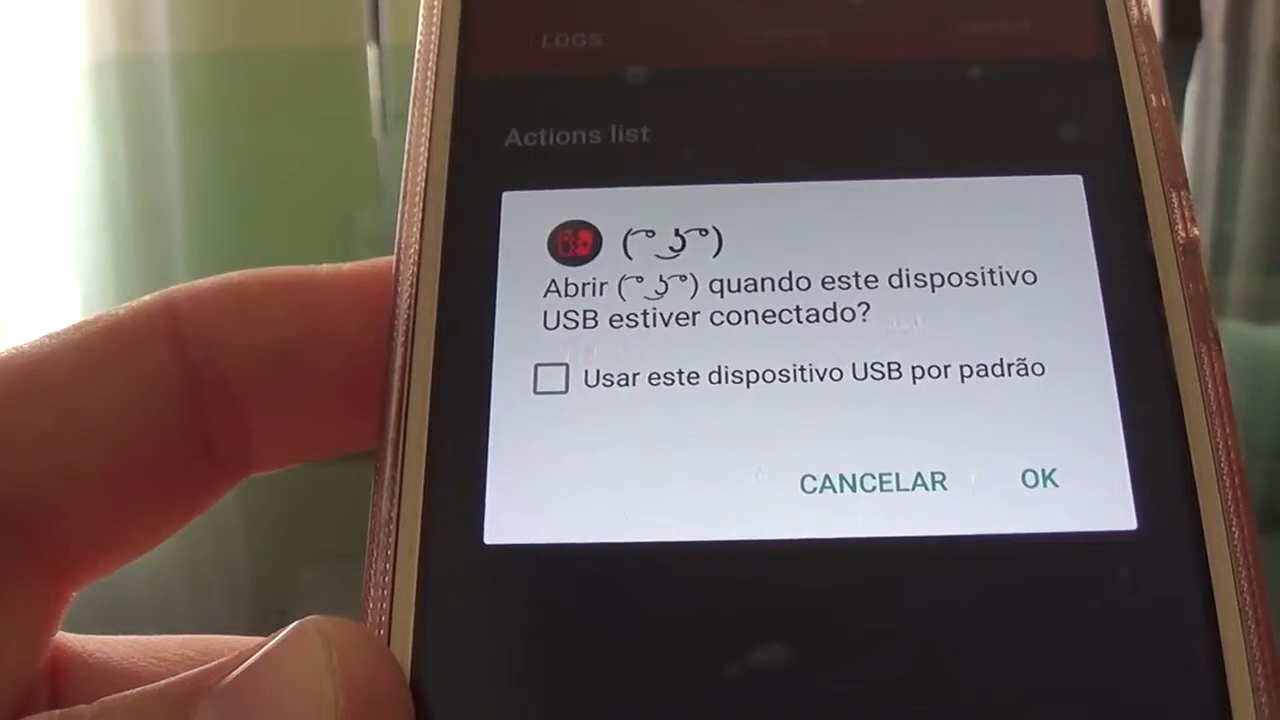 LOGS
Actions list
( ͡° ͜ʖ ͡°)
Abrir ( ͡° ͜ʖ ͡°) quando este dispositivo
USB estiver conectado?
Usar este dispositivo USB por padrão
CANCELAR OK